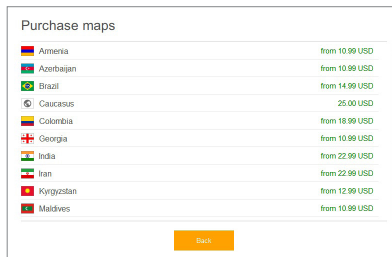 Purchase maps
Armenia from 10.99 USD
Azerbaijan from 10.99 USD
Brazil from 14.99 USD
Caucasus 25.00 USD
Colombia from 18.99 USD
Georgia from 10.99 USD
India from 22.99 USD
Iran from 22.99 USD
Kyrgyzstan from 12.99 USD
Maldives from 10.99 USD
Back